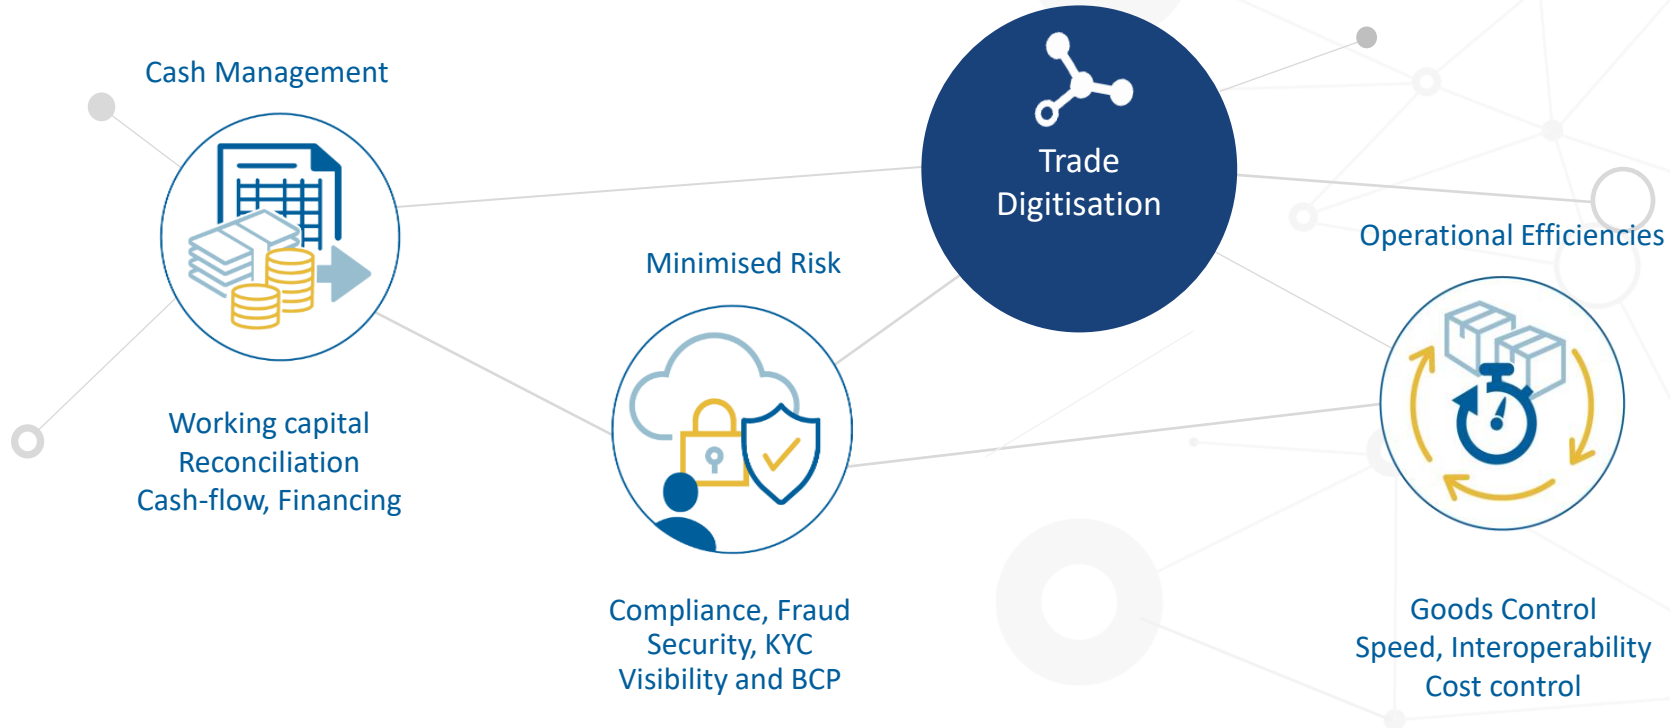 Cash Management
Working capital
Reconciliation
Cash-flow, Financing
Minimised Risk
Compliance, Fraud
Security, KYC
Visibility and BCP
Trade
Digitisation
Operational Efficiencies
Goods Control
Speed, Interoperability
Cost control